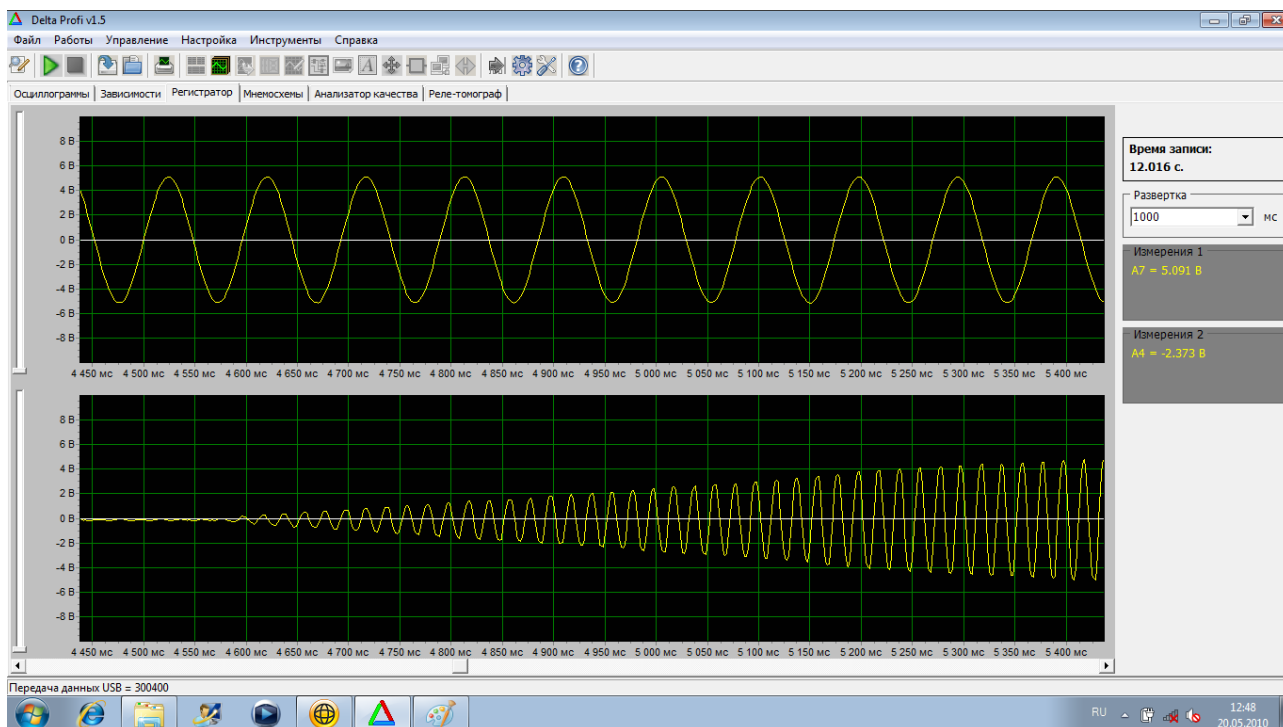 Delta Profi v1.5
Файл Работы Управление Настройка Инструменты Справка
Осциллограммы Зависимости Регистратор Мнемосхемы Анализатор качества Реле-томограф
8 В
6 В
4 В
2 В
0 В
-2 В
-4 В
-6 В
-8 В
4 450 мс 4 500 мс 4 550 мс 4 600 мс 4 650 мс 4 700 мс 4 750 мс 4 800 мс 4 850 мс 4 900 мс 4 950 мс 5 000 мс 5 050 мс 5 100 мс 5 150 мс 5 200 мс 5 250 мс 5 300 мс 5 350 мс 5 400 мс
8 В
6 В
4 В
2 В
0 В
-2 В
-4 В
-6 В
-8 В
4 450 мс 4 500 мс 4 550 мс 4 600 мс 4 650 мс 4 700 мс 4 750 мс 4 800 мс 4 850 мс 4 900 мс 4 950 мс 5 000 мс 5 050 мс 5 100 мс 5 150 мс 5 200 мс 5 250 мс 5 300 мс 5 350 мс 5 400 мс
Время записи:
12.016 с.
Развертка
1000 мс
Измерения 1
A7 = 5.091 В
Измерения 2
A4 = -2.373 В
Передача данных USB = 300400
RU
12:48
20.05.2010